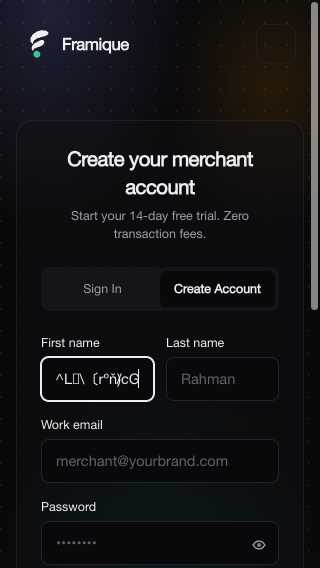 Framique
Create your merchant
account
Start your 14-day free trial. Zero
transaction fees.
Sign In
Create Account
First name
Last name
Rahman
Work email
merchant@yourbrand.com
Password
••••••••